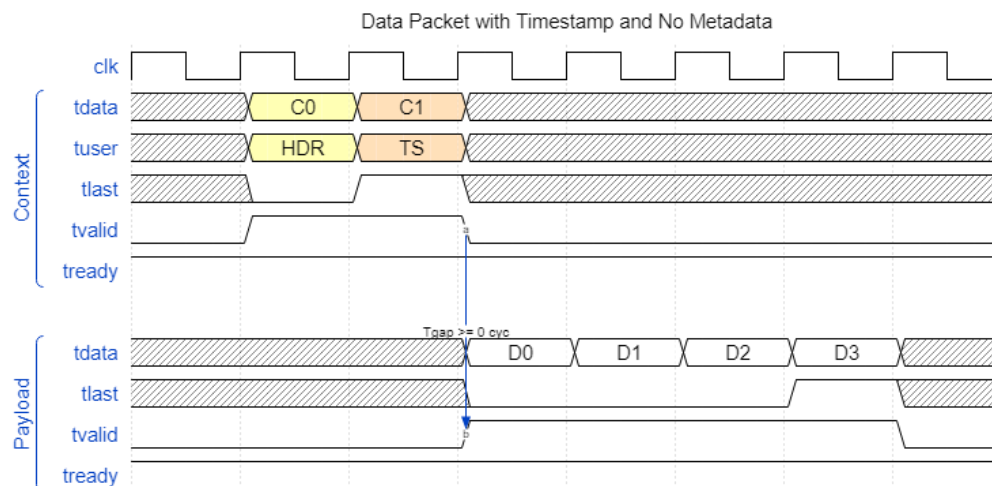 Data Packet with Timestamp and No Metadata
clk
Context
tdata C0 C1
tuser HDR TS
tlast
tvalid a
tready
Tgap >= 0 cyc
Payload
tdata D0 D1 D2 D3
tlast
tvalid b
tready